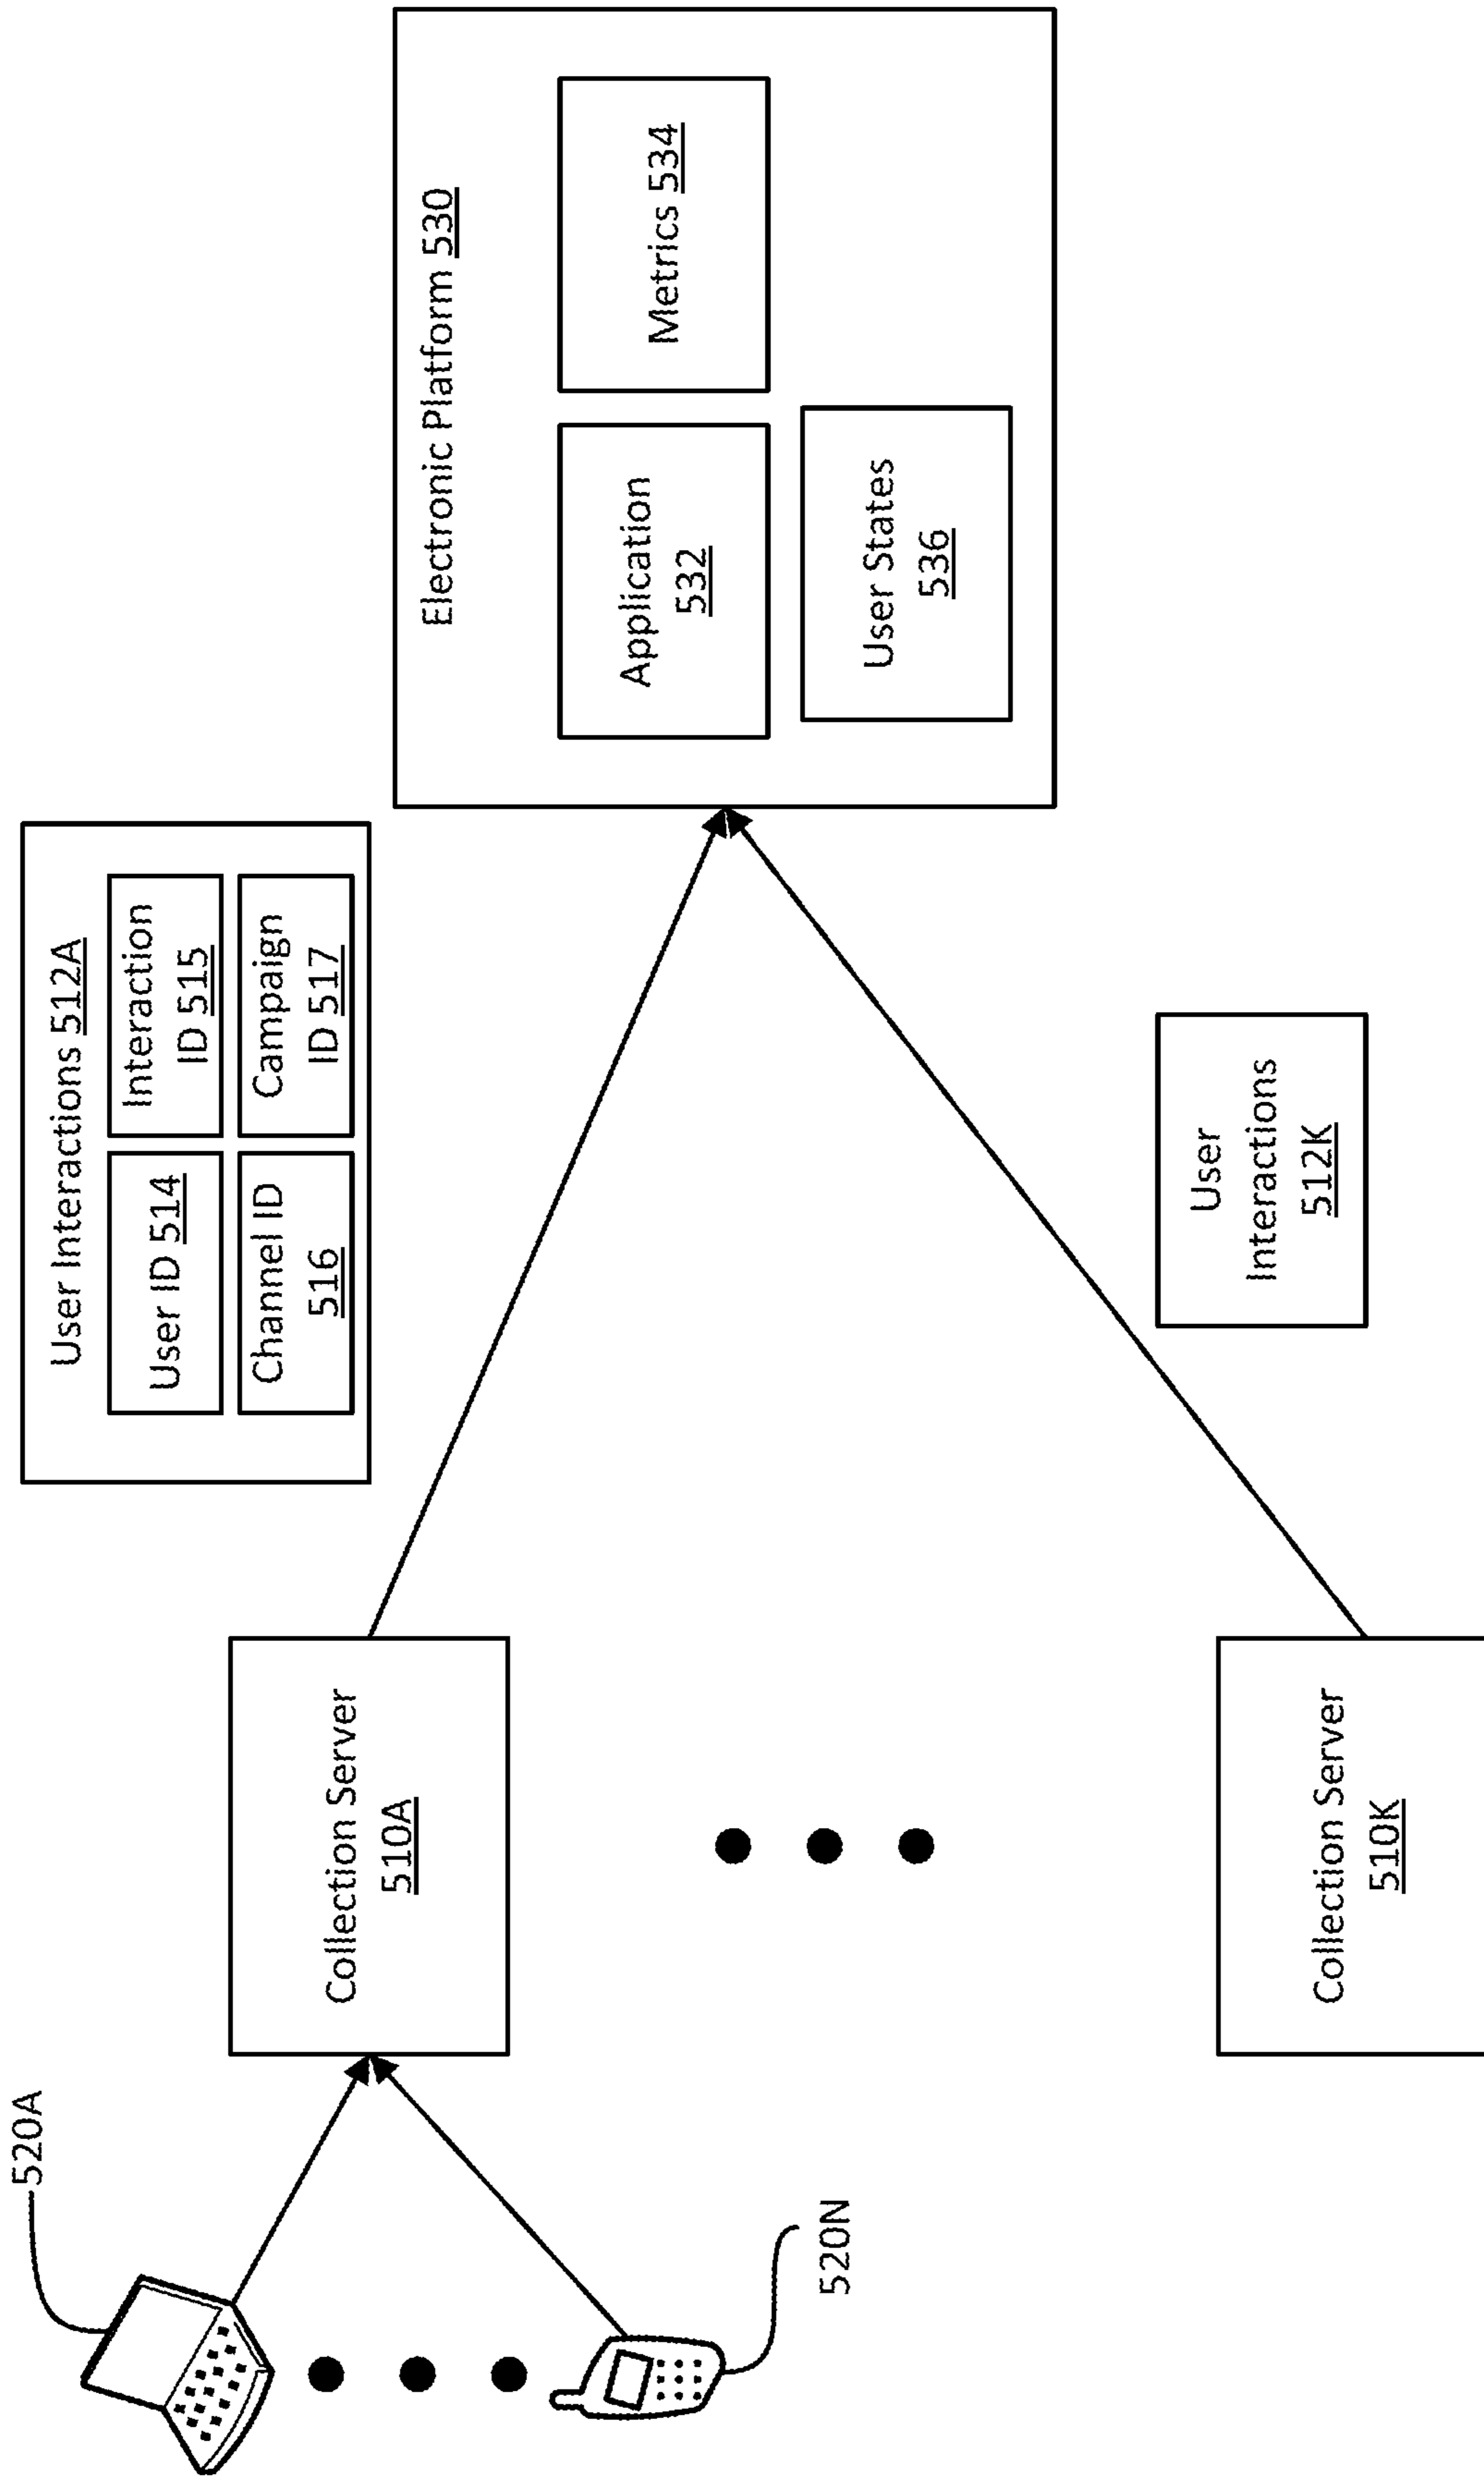 520A
520N
Collection Server
510A
Collection Server
510K
User Interactions 512A
User ID 514
Interaction
ID 515
Channel ID
516
Campaign
ID 517
User
Interactions
512K
Electronic Platform 530
Application
532
Metrics 534
User States
536